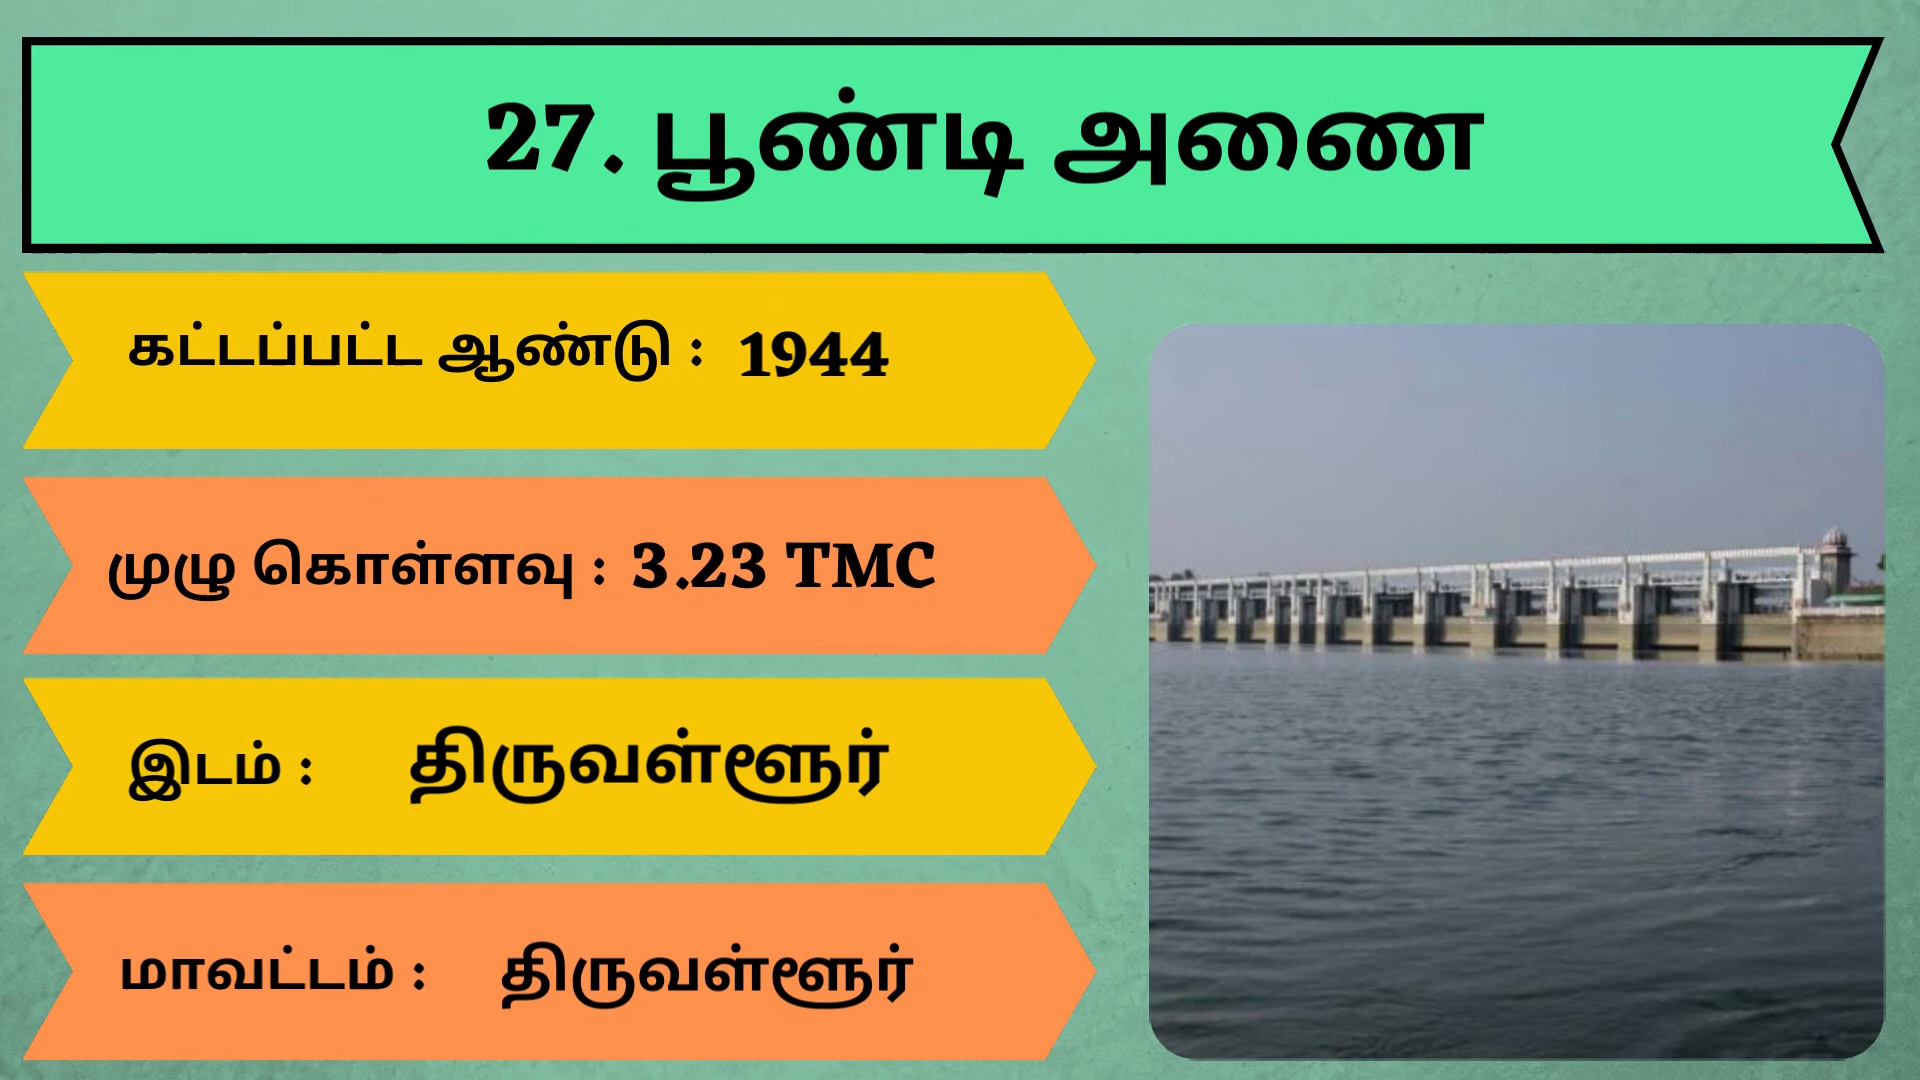 27. பூண்டி அணை
கட்டப்பட்ட ஆண்டு : 1944
முழு கொள்ளவு : 3.23 TMC
இடம் : திருவள்ளூர்
மாவட்டம் : திருவள்ளூர்